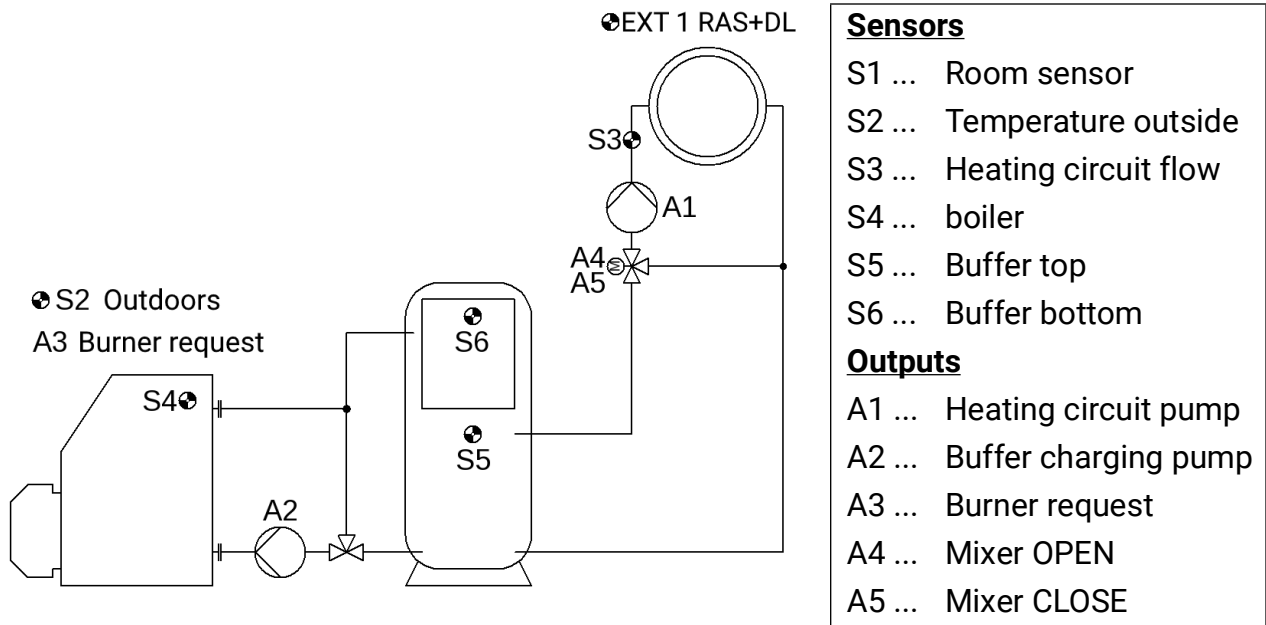 EXT 1 RAS+DL
S3
A1
A4
M
A5
S2 Outdoors
A3 Burner request
S6
S4
S5
A2
Sensors
S1 ... Room sensor
S2 ... Temperature outside
S3 ... Heating circuit flow
S4 ... boiler
S5 ... Buffer top
S6 ... Buffer bottom
Outputs
A1 ... Heating circuit pump
A2 ... Buffer charging pump
A3 ... Burner request
A4 ... Mixer OPEN
A5 ... Mixer CLOSE